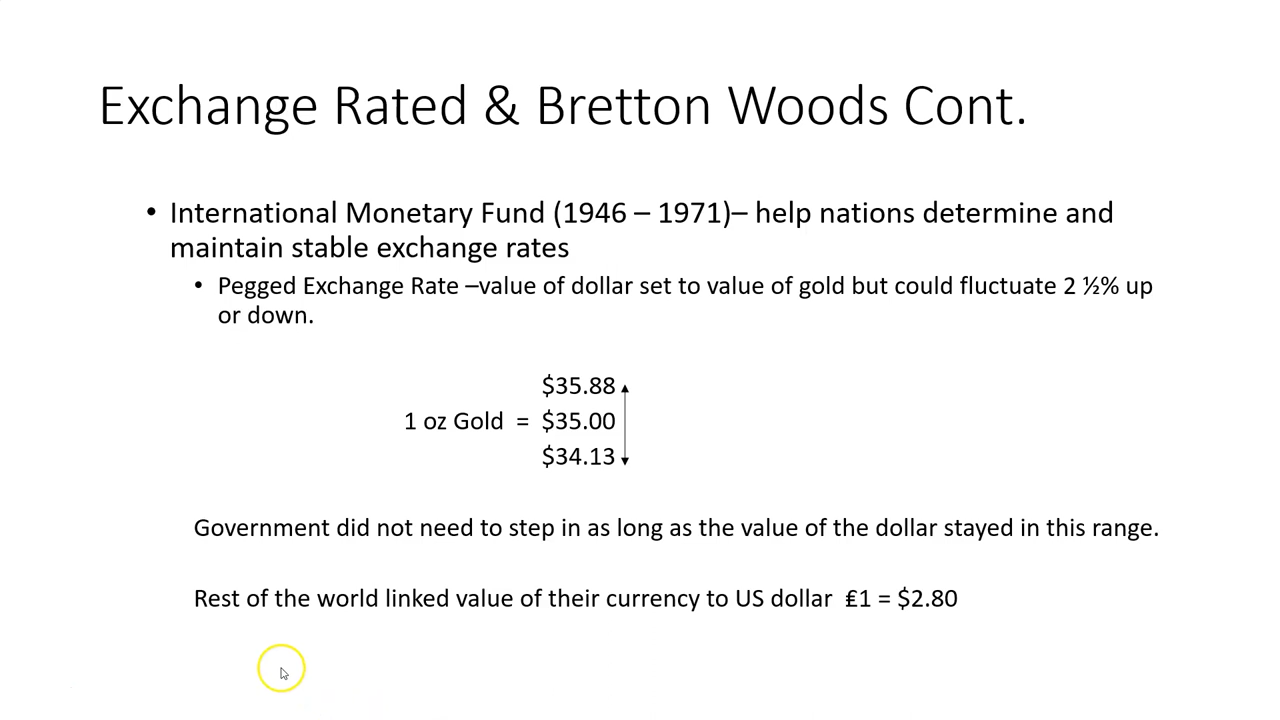 Exchange Rated & Bretton Woods Cont.
• International Monetary Fund (1946 – 1971)– help nations determine and
maintain stable exchange rates
• Pegged Exchange Rate –value of dollar set to value of gold but could fluctuate 2 ½% up
or down.
$35.88
1 oz Gold = $35.00
$34.13
Government did not need to step in as long as the value of the dollar stayed in this range.
Rest of the world linked value of their currency to US dollar ₤1 = $2.80